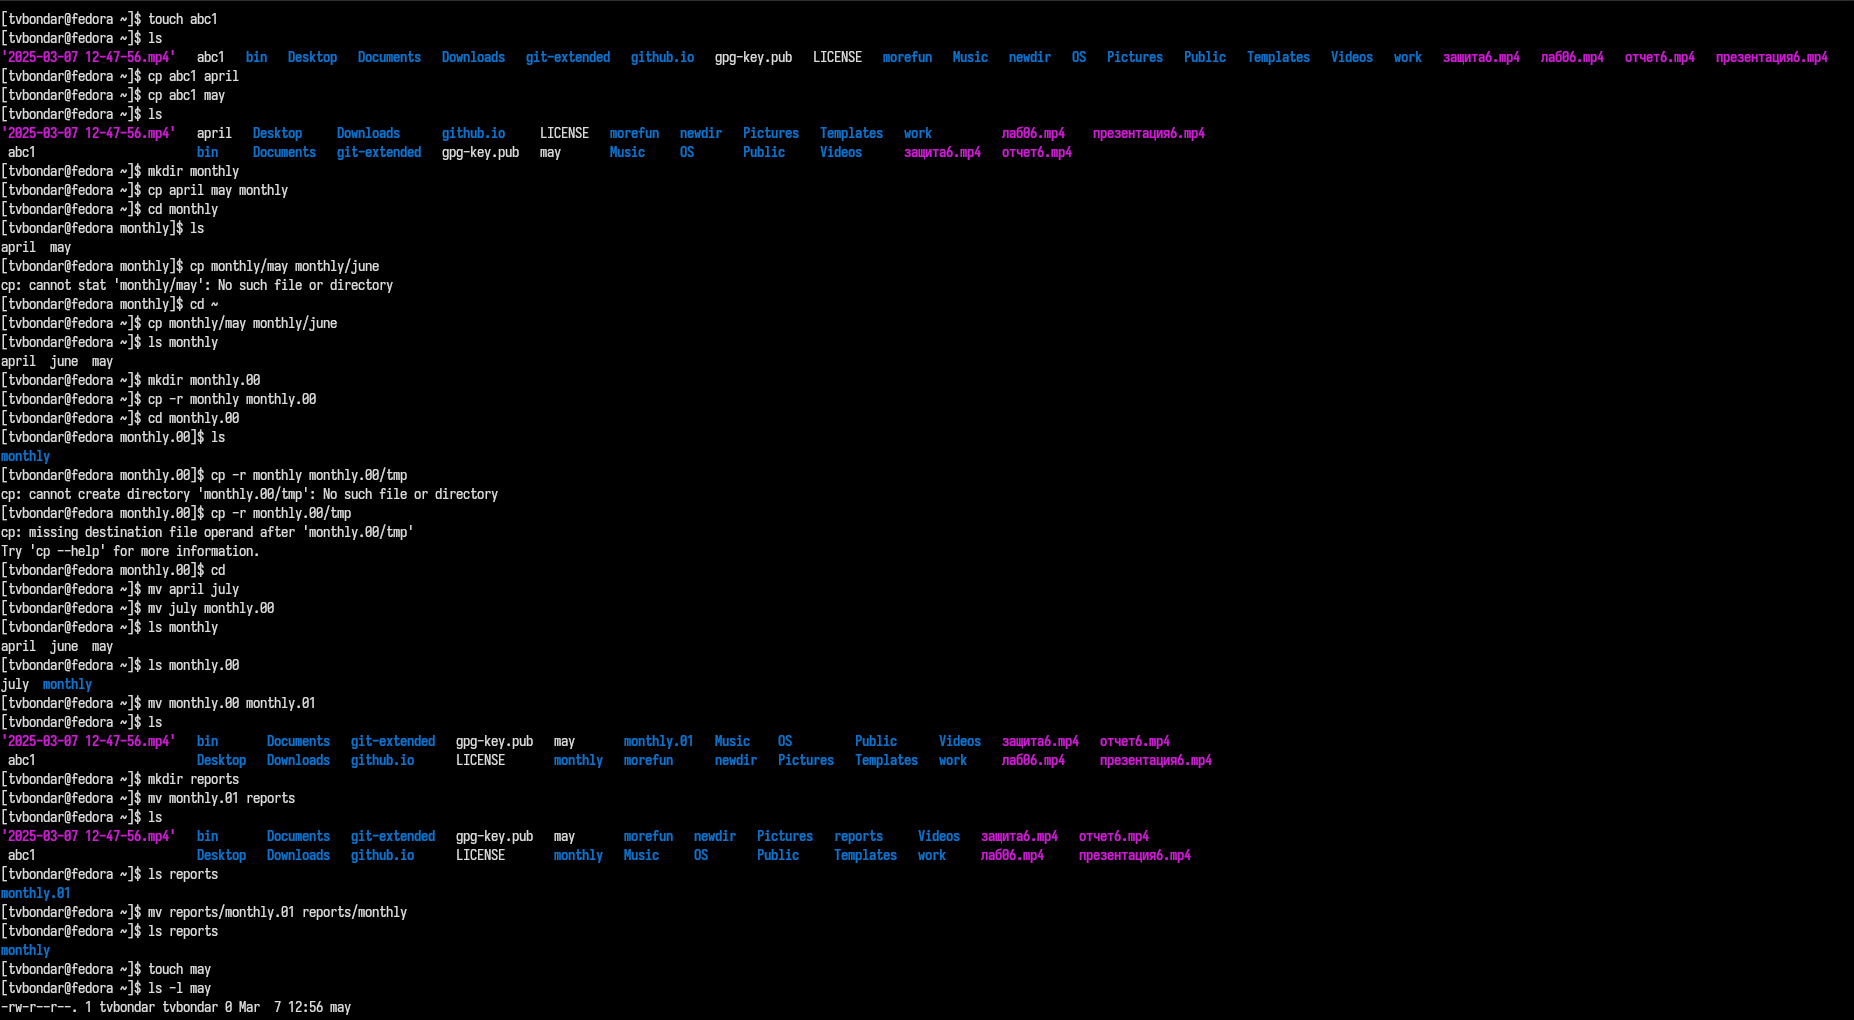 [tvbondar@fedora ~]$ touch abc1
[tvbondar@fedora ~]$ ls
'2025-03-07 12-47-56.mp4'   abc1   bin   Desktop   Documents   Downloads   git-extended   github.io   gpg-key.pub   LICENSE   morefun   Music   newdir   OS   Pictures   Public   Templates   Videos   work   защита6.mp4   лаб06.mp4   отчет6.mp4   презентация6.mp4
[tvbondar@fedora ~]$ cp abc1 april
[tvbondar@fedora ~]$ cp abc1 may
[tvbondar@fedora ~]$ ls
'2025-03-07 12-47-56.mp4'   april   Desktop     Downloads      github.io     LICENSE   morefun   newdir   Pictures   Templates   work          лаб06.mp4    презентация6.mp4
 abc1                       bin     Documents   git-extended   gpg-key.pub   may       Music     OS       Public     Videos      защита6.mp4   отчет6.mp4
[tvbondar@fedora ~]$ mkdir monthly
[tvbondar@fedora ~]$ cp april may monthly
[tvbondar@fedora ~]$ cd monthly
[tvbondar@fedora monthly]$ ls
april  may
[tvbondar@fedora monthly]$ cp monthly/may monthly/june
cp: cannot stat 'monthly/may': No such file or directory
[tvbondar@fedora monthly]$ cd ~
[tvbondar@fedora ~]$ cp monthly/may monthly/june
[tvbondar@fedora ~]$ ls monthly
april  june  may
[tvbondar@fedora ~]$ mkdir monthly.00
[tvbondar@fedora ~]$ cp -r monthly monthly.00
[tvbondar@fedora ~]$ cd monthly.00
[tvbondar@fedora monthly.00]$ ls
monthly
[tvbondar@fedora monthly.00]$ cp -r monthly monthly.00/tmp
cp: cannot create directory 'monthly.00/tmp': No such file or directory
[tvbondar@fedora monthly.00]$ cp -r monthly.00/tmp
cp: missing destination file operand after 'monthly.00/tmp'
Try 'cp --help' for more information.
[tvbondar@fedora monthly.00]$ cd
[tvbondar@fedora ~]$ mv april july
[tvbondar@fedora ~]$ mv july monthly.00
[tvbondar@fedora ~]$ ls monthly
april  june  may
[tvbondar@fedora ~]$ ls monthly.00
july  monthly
[tvbondar@fedora ~]$ mv monthly.00 monthly.01
[tvbondar@fedora ~]$ ls
'2025-03-07 12-47-56.mp4'   bin       Documents   git-extended   gpg-key.pub   may       monthly.01   Music    OS         Public      Videos   защита6.mp4   отчет6.mp4
 abc1                       Desktop   Downloads   github.io      LICENSE       monthly   morefun      newdir   Pictures   Templates   work     лаб06.mp4     презентация6.mp4
[tvbondar@fedora ~]$ mkdir reports
[tvbondar@fedora ~]$ mv monthly.01 reports
[tvbondar@fedora ~]$ ls
'2025-03-07 12-47-56.mp4'   bin       Documents   git-extended   gpg-key.pub   may       morefun   newdir   Pictures   reports     Videos   защита6.mp4   отчет6.mp4
 abc1                       Desktop   Downloads   github.io      LICENSE       monthly   Music     OS       Public     Templates   work     лаб06.mp4     презентация6.mp4
[tvbondar@fedora ~]$ ls reports
monthly.01
[tvbondar@fedora ~]$ mv reports/monthly.01 reports/monthly
[tvbondar@fedora ~]$ ls reports
monthly
[tvbondar@fedora ~]$ touch may
[tvbondar@fedora ~]$ ls -l may
-rw-r--r--. 1 tvbondar tvbondar 0 Mar  7 12:56 may